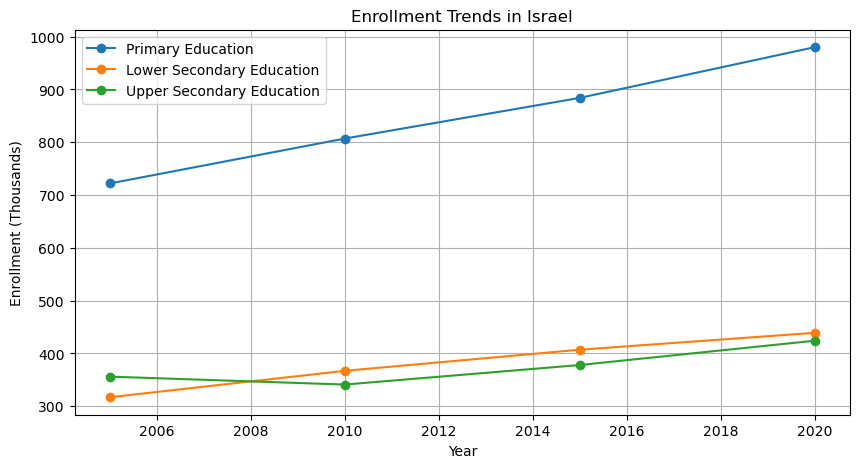 Enrollment Trends in Israel
Primary Education
Lower Secondary Education
Upper Secondary Education
Enrollment (Thousands)
1000
900
800
700
600
500
400
300
2006 2008 2010 2012 2014 2016 2018 2020
Year